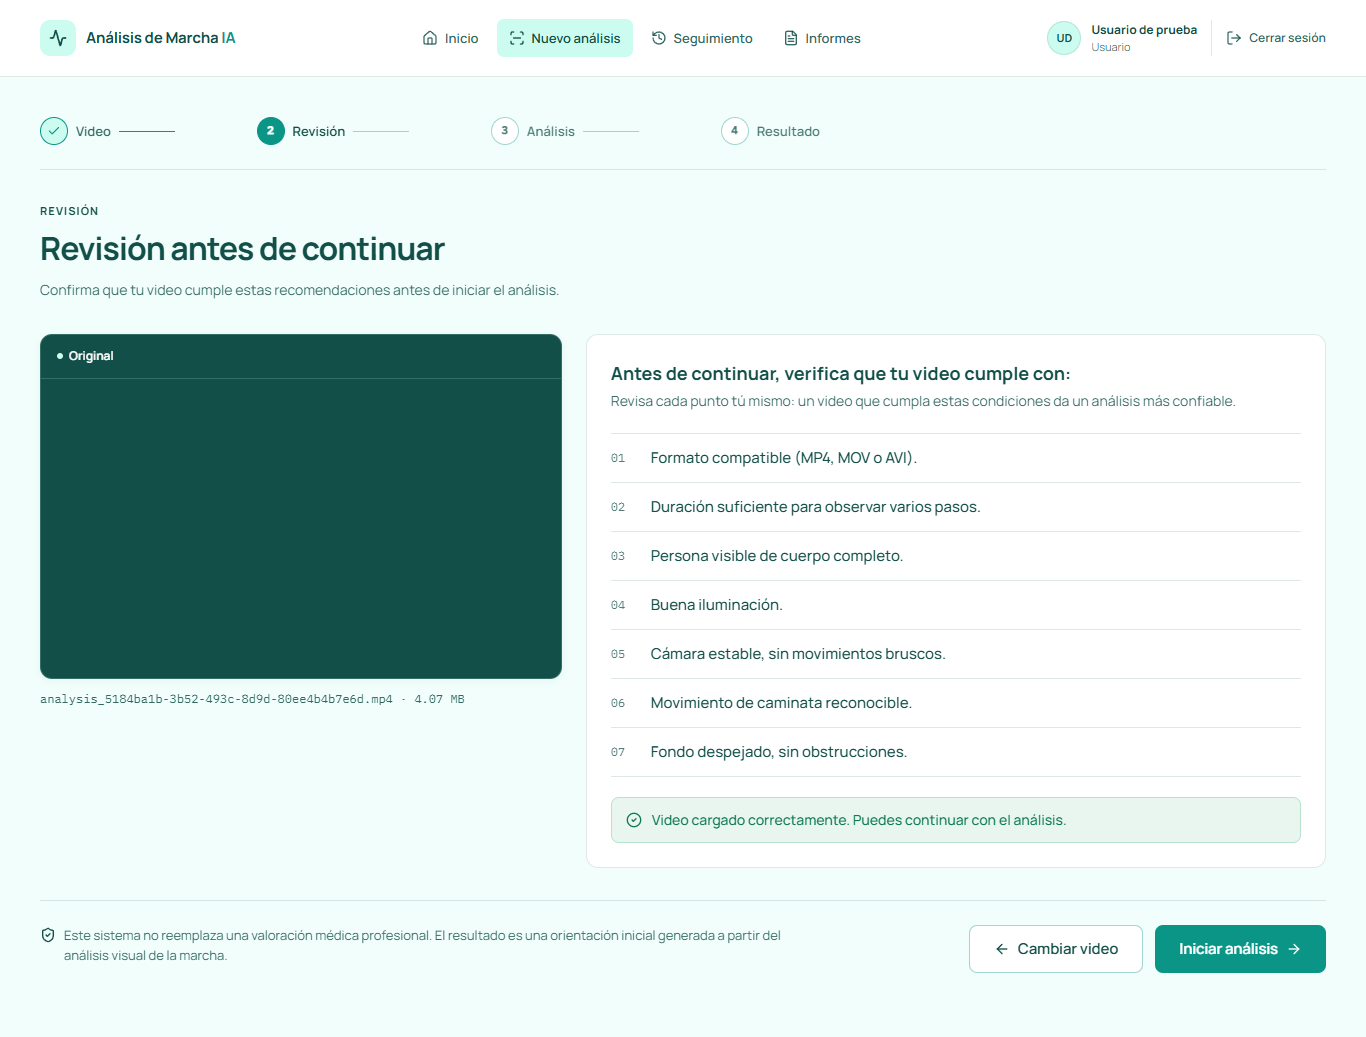 Análisis de Marcha IA
Inicio
Nuevo análisis
Seguimiento
Informes
UD
Usuario de prueba
Usuario
Cerrar sesión
Video
2 Revisión
3 Análisis
4 Resultado
REVISIÓN
Revisión antes de continuar
Confirma que tu video cumple estas recomendaciones antes de iniciar el análisis.
Original
analysis_5184ba1b-3b52-493c-8d9d-80ee4b4b7e6d.mp4 · 4.07 MB
Antes de continuar, verifica que tu video cumple con:
Revisa cada punto tú mismo: un video que cumpla estas condiciones da un análisis más confiable.
01 Formato compatible (MP4, MOV o AVI).
02 Duración suficiente para observar varios pasos.
03 Persona visible de cuerpo completo.
04 Buena iluminación.
05 Cámara estable, sin movimientos bruscos.
06 Movimiento de caminata reconocible.
07 Fondo despejado, sin obstrucciones.
Video cargado correctamente. Puedes continuar con el análisis.
Este sistema no reemplaza una valoración médica profesional. El resultado es una orientación inicial generada a partir del
análisis visual de la marcha.
Cambiar video
Iniciar análisis